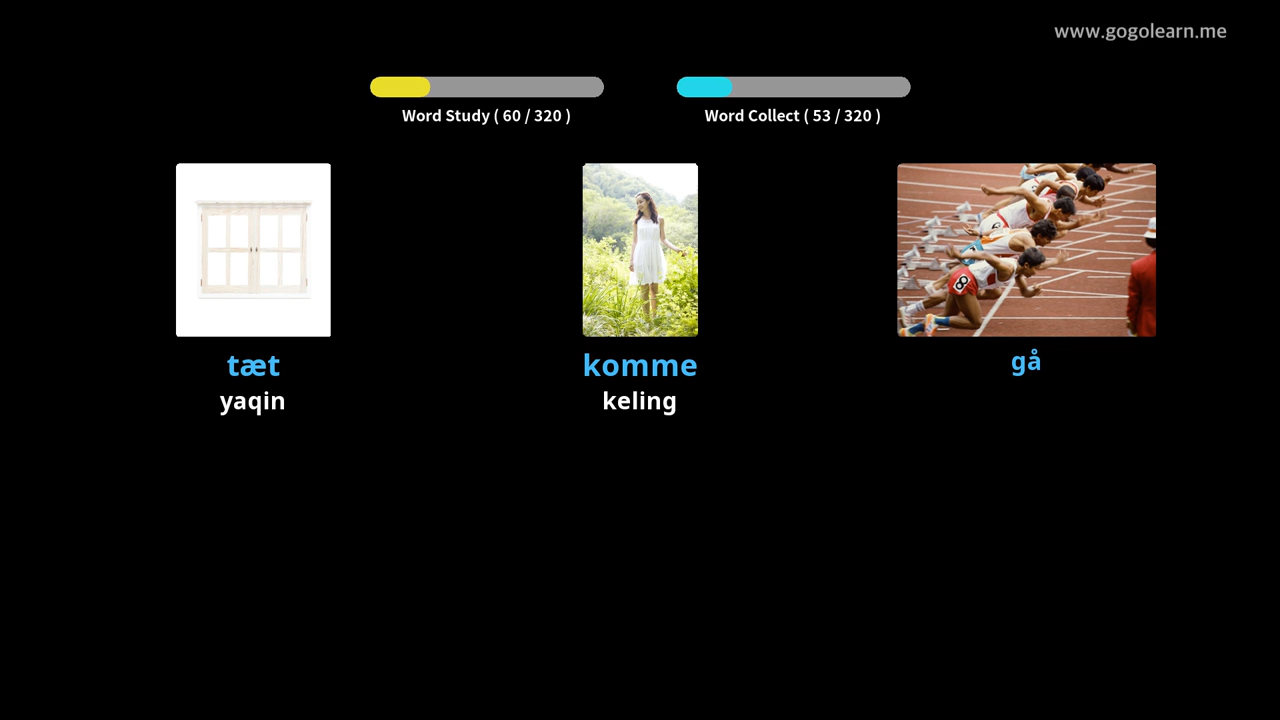 www.gogolearn.me
Word Study ( 60 / 320 )
Word Collect ( 53 / 320 )
tæt
komme
gå
yaqin
keling